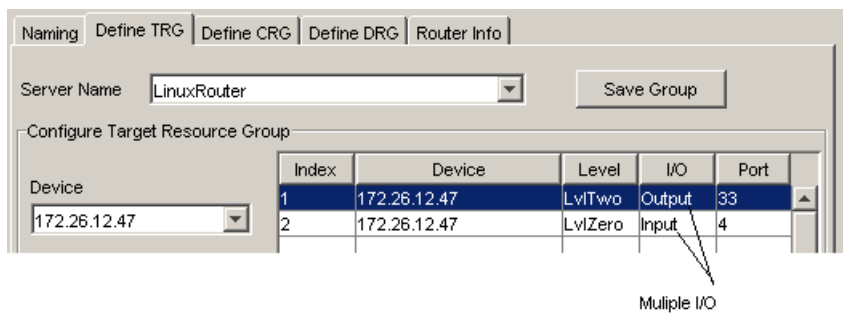 Naming Define TRG Define CRG Define DRG Router Info
Server Name LinuxRouter Save Group
Configure Target Resource Group
Index Device Level I/O Port
Device
1 172.26.12.47 LvlTwo Output 33
172.26.12.47
2 172.26.12.47 LvlZero Input 4
Muliple I/O